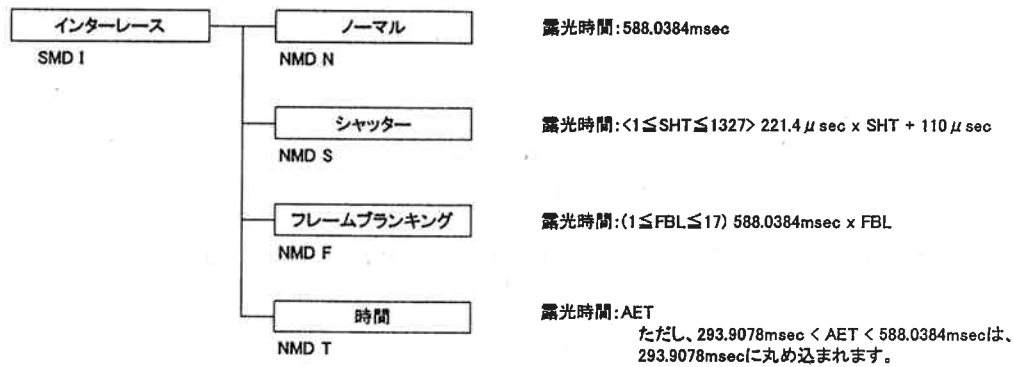 インターレース
SMD I
ノーマル
NMD N
露光時間:588.0384msec
シャッター
NMD S
露光時間:<1≦SHT≦1327> 221.4μsec x SHT + 110μsec
フレームブランキング
NMD F
露光時間:(1≦FBL≦17) 588.0384msec x FBL
時間
NMD T
露光時間:AET
ただし、293.9078msec < AET < 588.0384msecは、
293.9078msecに丸め込まれます。